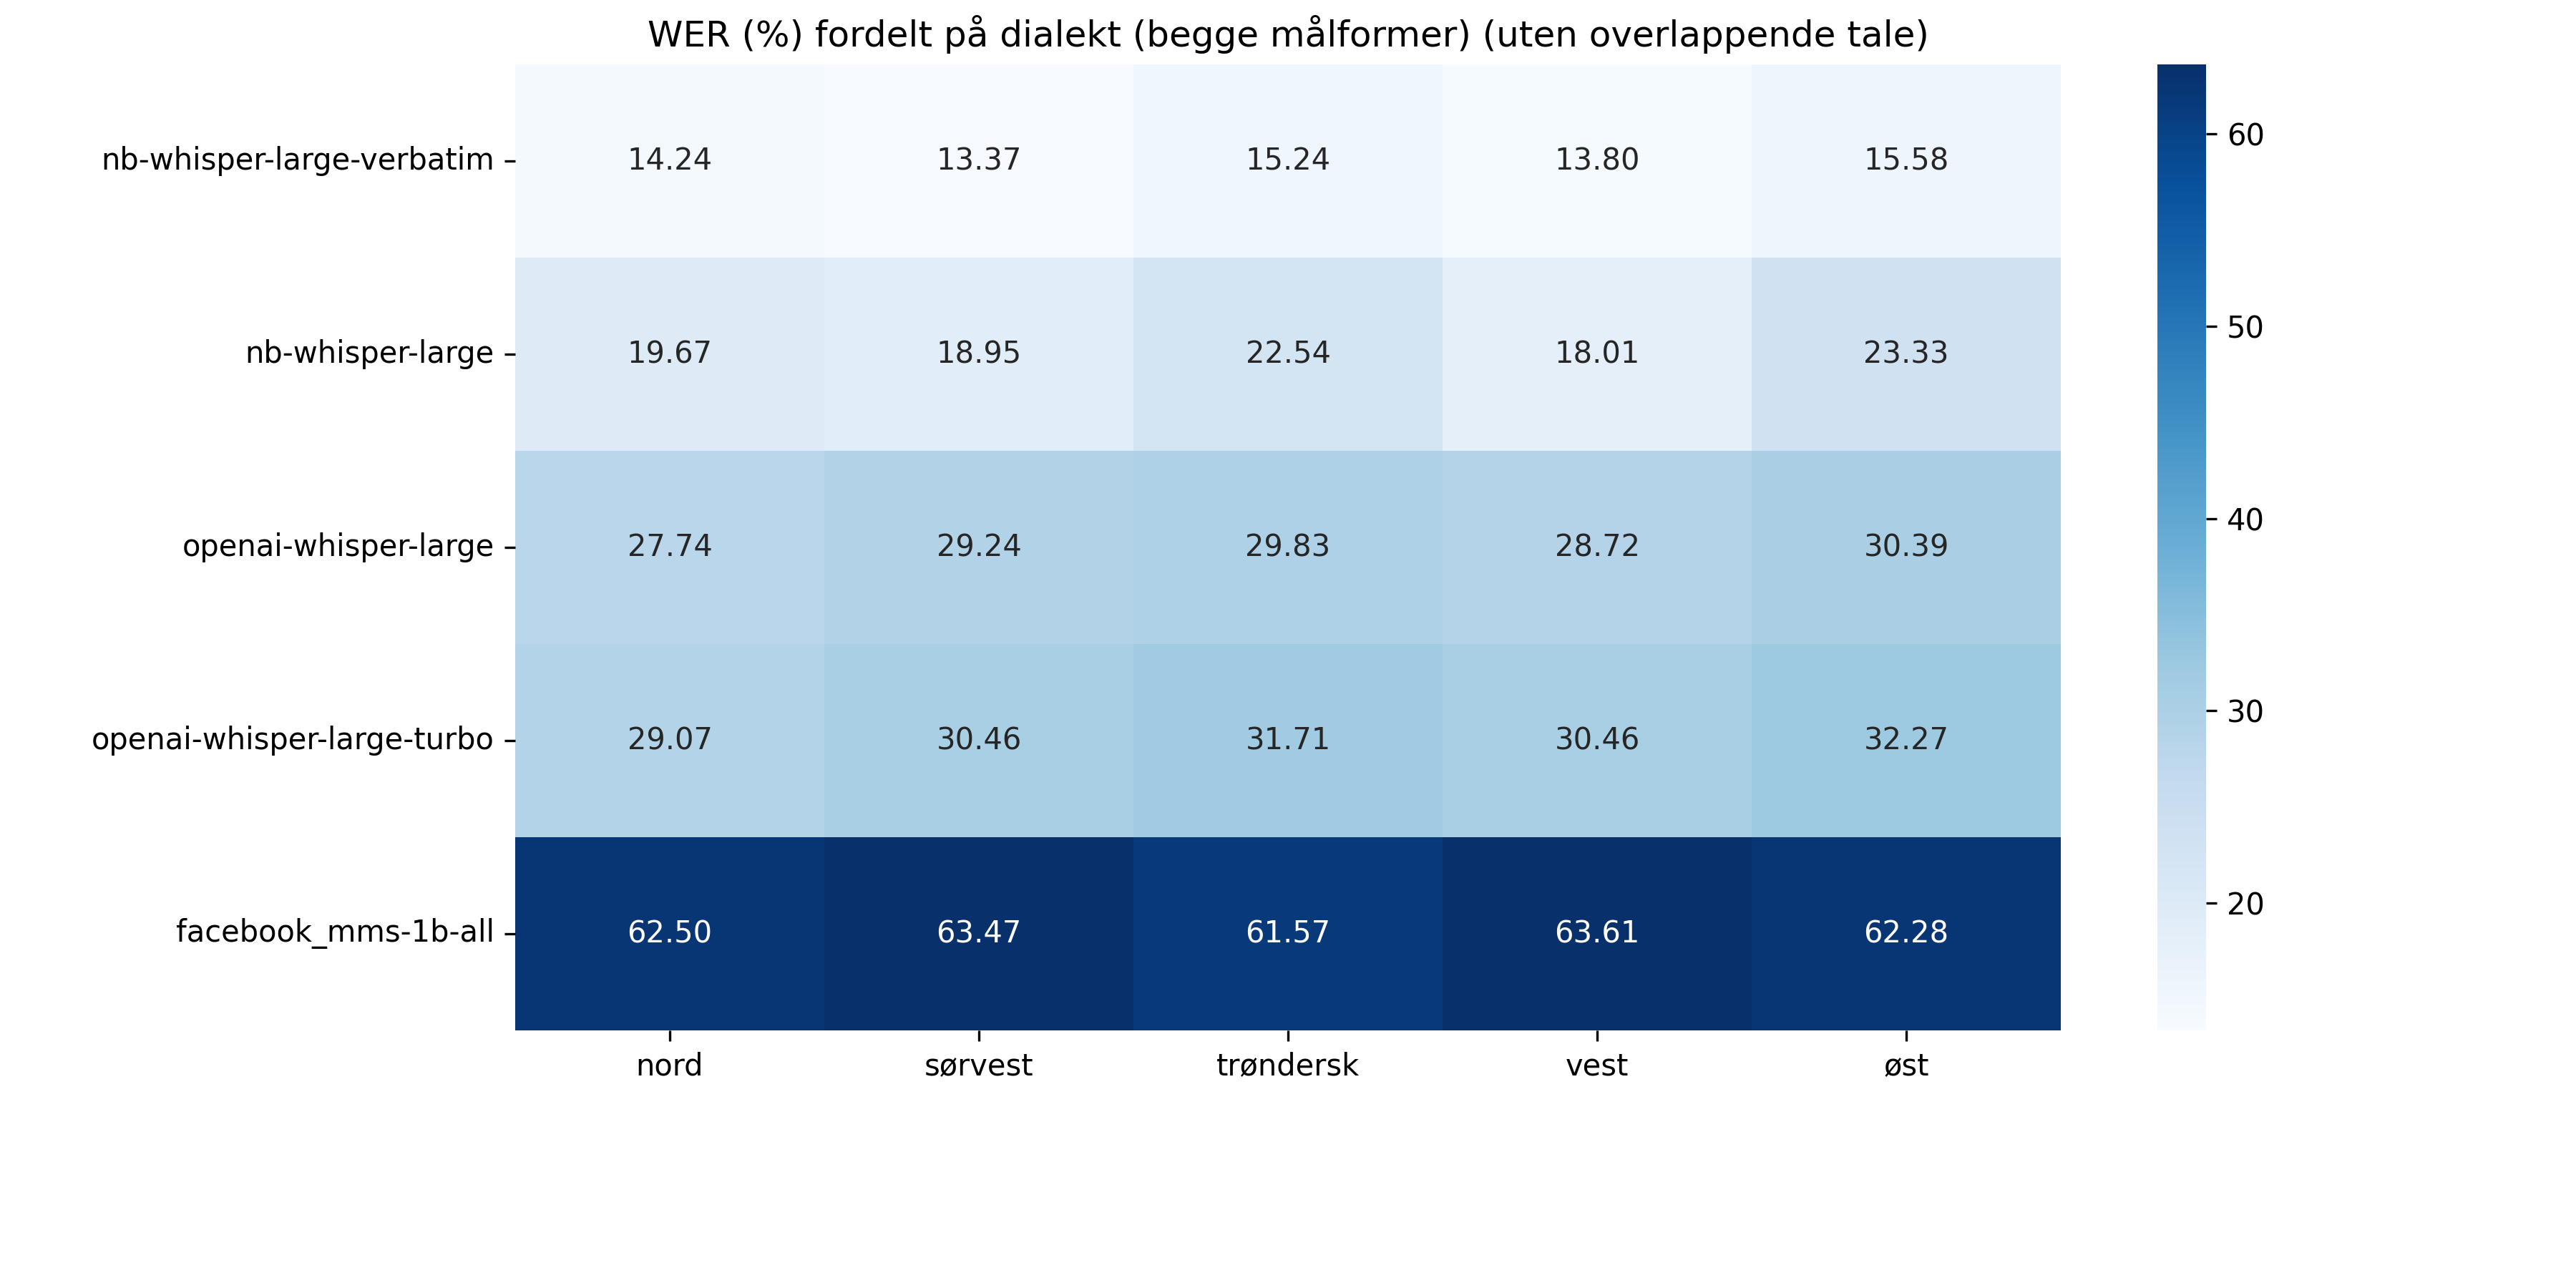 WER (%) fordelt på dialekt (begge målformer) (uten overlappende tale)
nb-whisper-large-verbatim 14.24 13.37 15.24 13.80 15.58
nb-whisper-large 19.67 18.95 22.54 18.01 23.33
openai-whisper-large 27.74 29.24 29.83 28.72 30.39
openai-whisper-large-turbo 29.07 30.46 31.71 30.46 32.27
facebook_mms-1b-all 62.50 63.47 61.57 63.61 62.28
nord sørvest trøndersk vest øst
60
50
40
30
20